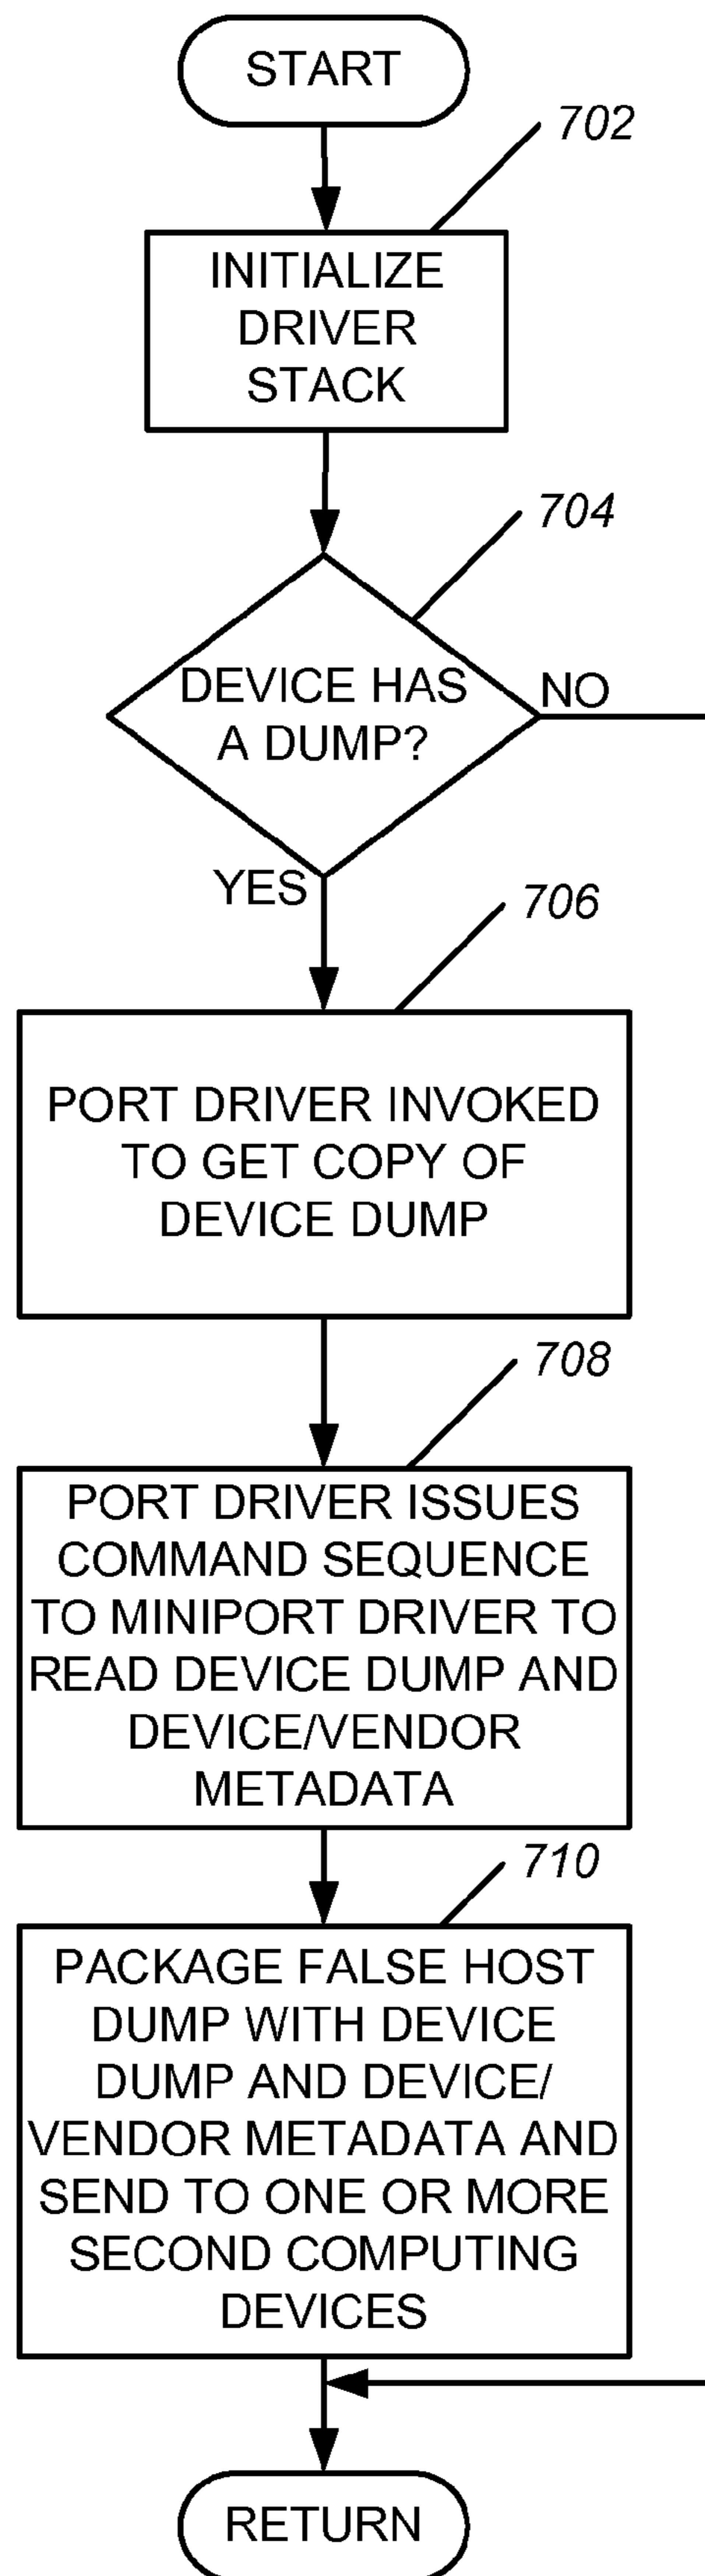 START
702
INITIALIZE
DRIVER
STACK
704
DEVICE HAS
A DUMP?
NO
YES
706
PORT DRIVER INVOKED
TO GET COPY OF
DEVICE DUMP
708
PORT DRIVER ISSUES
COMMAND SEQUENCE
TO MINIPORT DRIVER TO
READ DEVICE DUMP AND
DEVICE/VENDOR
METADATA
710
PACKAGE FALSE HOST
DUMP WITH DEVICE
DUMP AND DEVICE/
VENDOR METADATA AND
SEND TO ONE OR MORE
SECOND COMPUTING
DEVICES
RETURN